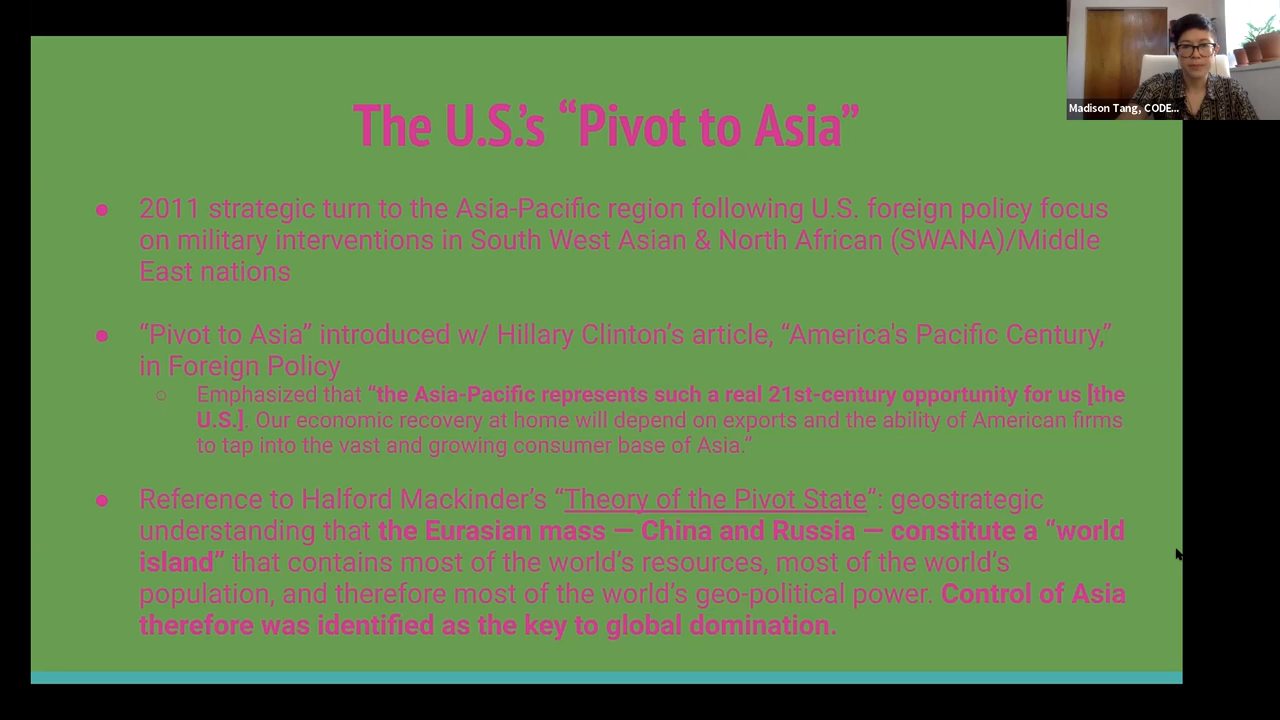 Madison Tang, CODE...
The U.S.'s “Pivot to Asia”
● 2011 strategic turn to the Asia-Pacific region following U.S. foreign policy focus
on military interventions in South West Asian & North African (SWANA)/Middle
East nations
● “Pivot to Asia” introduced w/ Hillary Clinton’s article, “America's Pacific Century,”
in Foreign Policy
○ Emphasized that “the Asia-Pacific represents such a real 21st-century opportunity for us [the
U.S.]. Our economic recovery at home will depend on exports and the ability of American firms
to tap into the vast and growing consumer base of Asia.”
● Reference to Halford Mackinder’s “Theory of the Pivot State”: geostrategic
understanding that the Eurasian mass — China and Russia — constitute a “world
island” that contains most of the world’s resources, most of the world’s
population, and therefore most of the world’s geo-political power. Control of Asia
therefore was identified as the key to global domination.